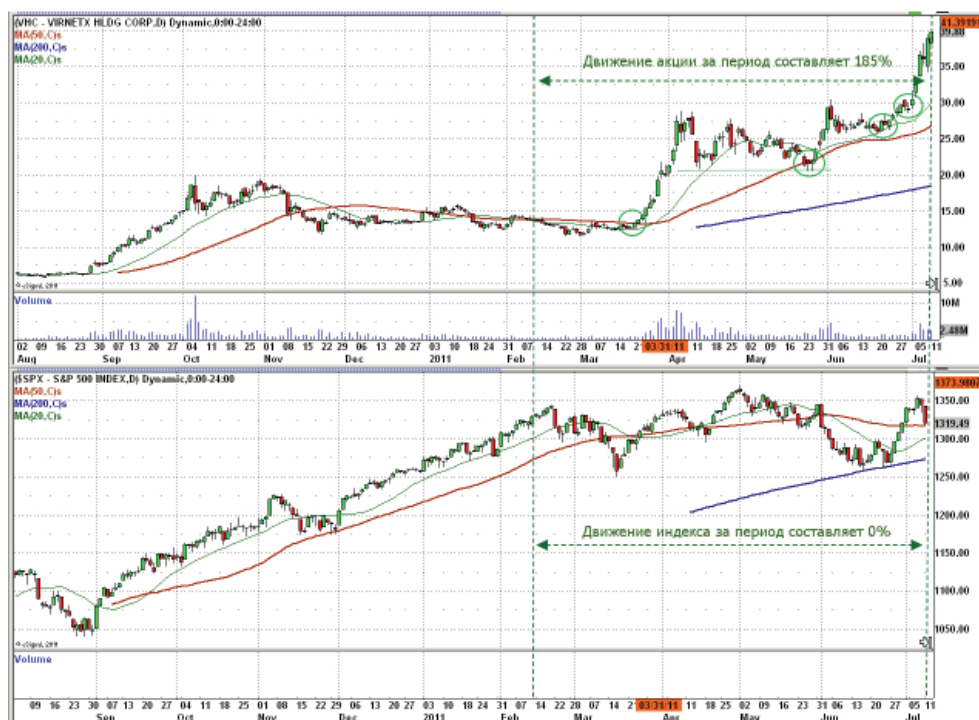 (VHC - VIRNETX HLDG CORP,D) Dynamic,0:00-24:00
MA(50,C)s
MA(200,C)s
MA(20,C)s
Движение акции за период составляет 185%
41.3919
39.88
35.00
30.00
25.00
20.00
15.00
10.00
5.00
Volume
10M
2.48M
02 09 16 23 30 07 13 20 27 04 11 18 25 01 08 15 22 29 06 13 20 27 03 10 18 24 07 14 22 28 07 14 21 03/31/11 11 18 25 02 09 16 23 31 06 13 20 27 05 11
Aug Sep Oct Nov Dec 2011 Feb Mar Apr May Jun Jul
($SPX - S&P 500 INDEX,D) Dynamic,0:00-24:00
MA(50,C)s
MA(200,C)s
MA(20,C)s
1373.9807
1350.00
1319.49
1300.00
1250.00
1200.00
Движение индекса за период составляет 0%
1150.00
1100.00
1050.00
Volume
09 16 23 30 07 13 20 27 04 11 18 25 01 08 15 22 29 06 13 20 27 03 10 18 24 07 14 22 28 07 14 21 03/31/11 11 18 25 02 09 16 23 31 06 13 20 27 05 11
Sep Oct Nov Dec 2011 Feb Mar Apr May Jun Jul